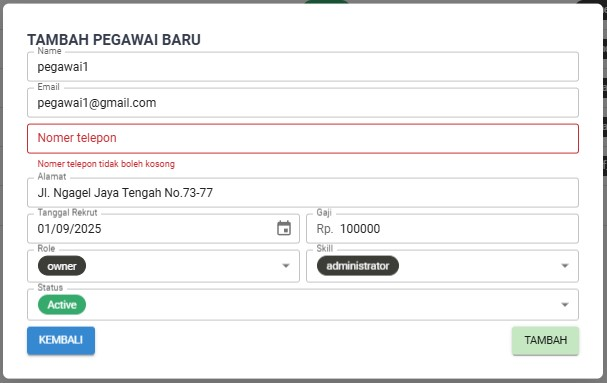 TAMBAH PEGAWAI BARU
Name
pegawai1
Email
pegawai1@gmail.com
Nomer telepon
Nomer telepon tidak boleh kosong
Alamat
Jl. Ngagel Jaya Tengah No.73-77
Tanggal Rekrut
01/09/2025
Gaji
Rp. 100000
Role
owner
Skill
administrator
Status
Active
KEMBALI
TAMBAH